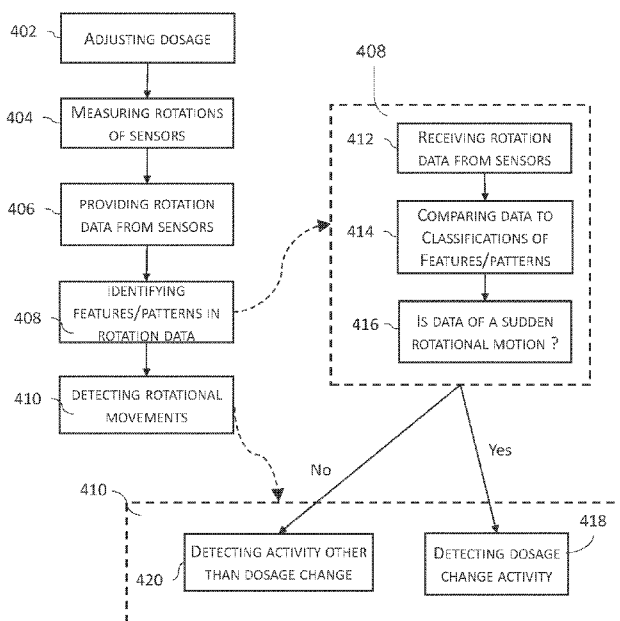 402
ADJUSTING DOSAGE
404
MEASURING ROTATIONS
OF SENSORS
406
PROVIDING ROTATION
DATA FROM SENSORS
408
IDENTIFYING
FEATURES/PATTERNS IN
ROTATION DATA
410
DETECTING ROTATIONAL
MOVEMENTS
408
412
RECEIVING ROTATION
DATA FROM SENSORS
414
COMPARING DATA TO
CLASSIFICATIONS OF
FEATURES/PATTERNS
416
IS DATA OF A SUDDEN
ROTATIONAL MOTION ?
No
Yes
410
420
DETECTING ACTIVITY OTHER
THAN DOSAGE CHANGE
418
DETECTING DOSAGE
CHANGE ACTIVITY